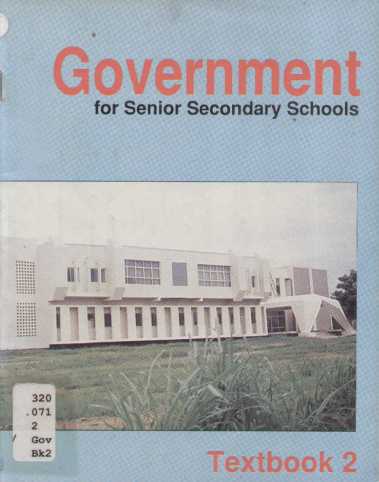 Government
for Senior Secondary Schools
320
.071
2
/ Gov
Bk2
Textbook 2